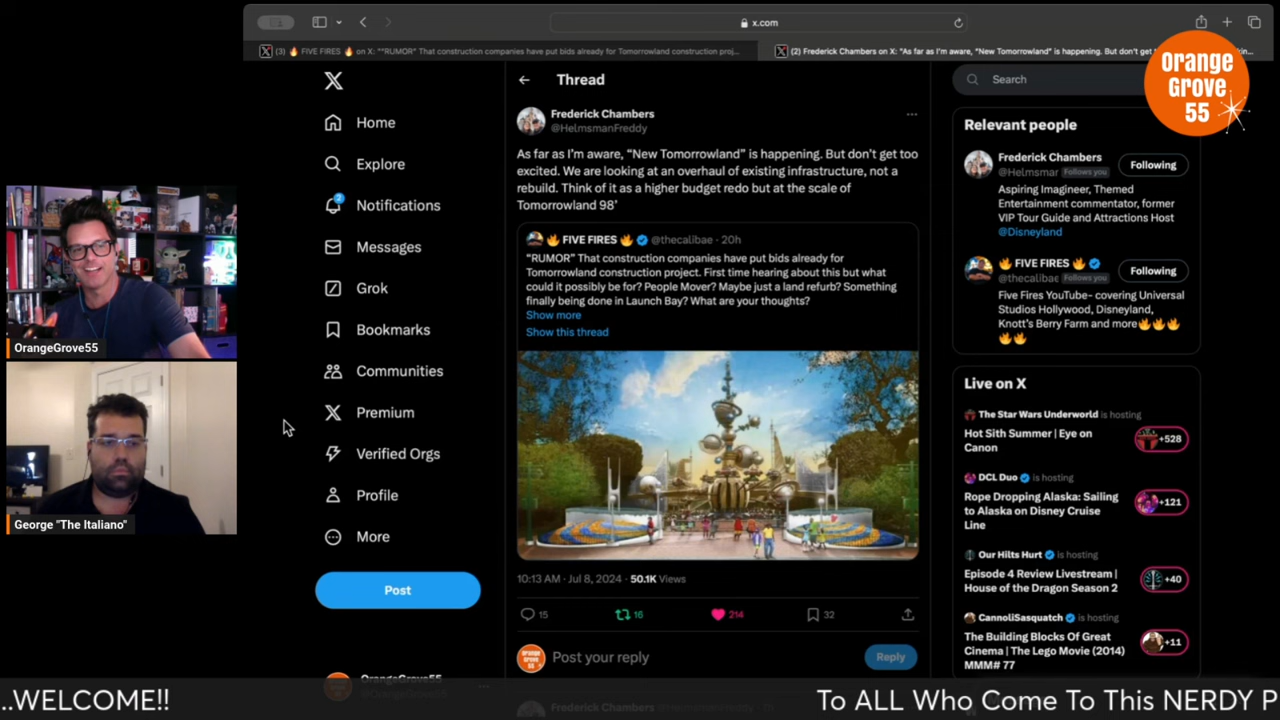 x.com
(3) 🔥 FIVE FIRES 🔥 on X: "“RUMOR” That construction companies have put bids already for Tomorrowland construction proj...
(2) Frederick Chambers on X: "As far as I'm aware, “New Tomorrowland” is happening. But don't get
Orange
Grove
55
X
Home
Explore
2
Notifications
Messages
Grok
Bookmarks
Communities
Premium
Verified Orgs
Profile
More
Post
OrangeGrove55
@OrangeGrove55
OrangeGrove55
George "The Italiano"
Thread
Frederick Chambers
@HelmsmanFreddy
As far as I'm aware, “New Tomorrowland” is happening. But don't get too
excited. We are looking at an overhaul of existing infrastructure, not a
rebuild. Think of it as a higher budget redo but at the scale of
Tomorrowland 98’
🔥 FIVE FIRES 🔥 @thecalibae · 20h
“RUMOR” That construction companies have put bids already for
Tomorrowland construction project. First time hearing about this but what
could it possibly be for? People Mover? Maybe just a land refurb? Something
finally being done in Launch Bay? What are your thoughts?
Show more
Show this thread
10:13 AM · Jul 8, 2024 · 50.1K Views
15 16 214 32
Orange Grove 55
Post your reply
Reply
Frederick Chambers @HelmsmanFreddy
Search
Relevant people
Frederick Chambers
@Helmsmar Follows you
Following
Aspiring Imagineer, Themed
Entertainment commentator, former
VIP Tour Guide and Attractions Host
@Disneyland
🔥 FIVE FIRES 🔥
@thecalibae Follows you
Following
Five Fires YouTube- covering Universal
Studios Hollywood, Disneyland,
Knott's Berry Farm and more🔥🔥🔥
🔥🔥
Live on X
The Star Wars Underworld is hosting
Hot Sith Summer | Eye on
Canon
+528
DCL Duo is hosting
Rope Dropping Alaska: Sailing
to Alaska on Disney Cruise
Line
+121
Our Hilts Hurt is hosting
Episode 4 Review Livestream |
House of the Dragon Season 2
+40
CannoliSasquatch is hosting
The Building Blocks Of Great
Cinema | The Lego Movie (2014)
MMM# 77
+11
..WELCOME!! To ALL Who Come To This NERDY P